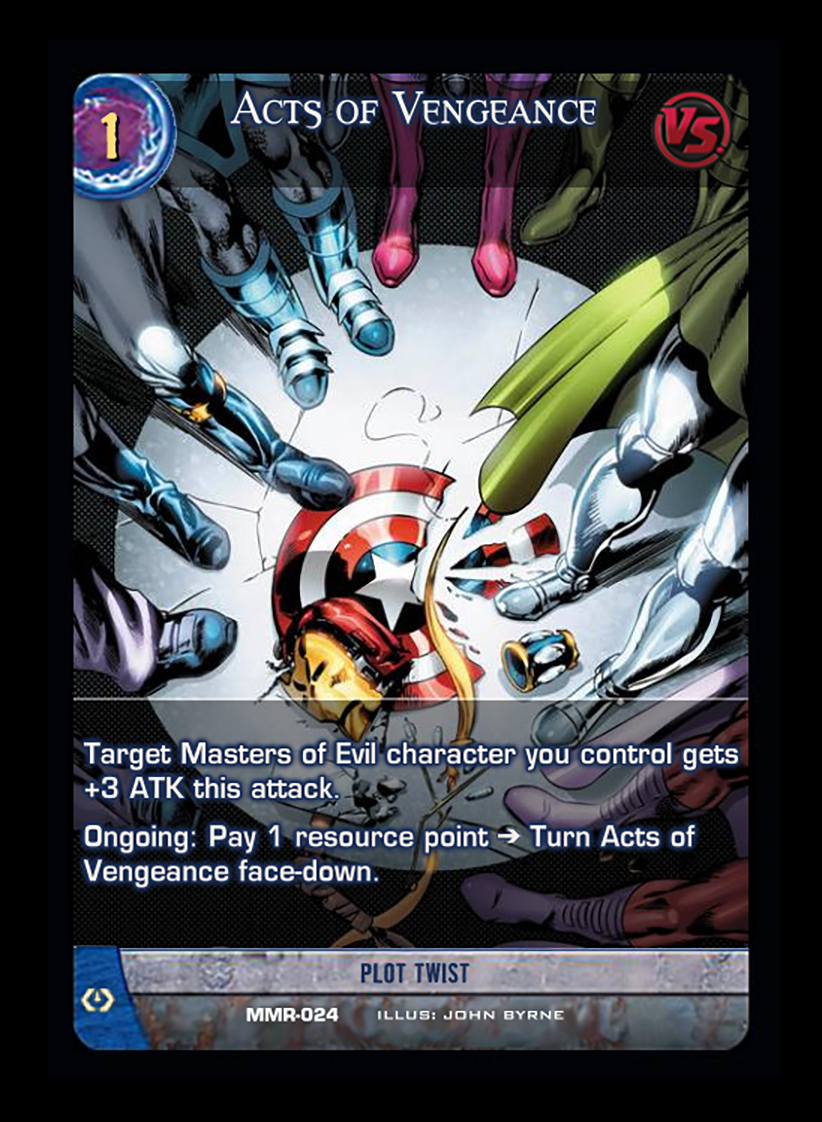 1
Acts of Vengeance
VS.
Target Masters of Evil character you control gets
+3 ATK this attack.
Ongoing: Pay 1 resource point ➔ Turn Acts of
Vengeance face-down.
PLOT TWIST
MMR-024 ILLUS: JOHN BYRNE